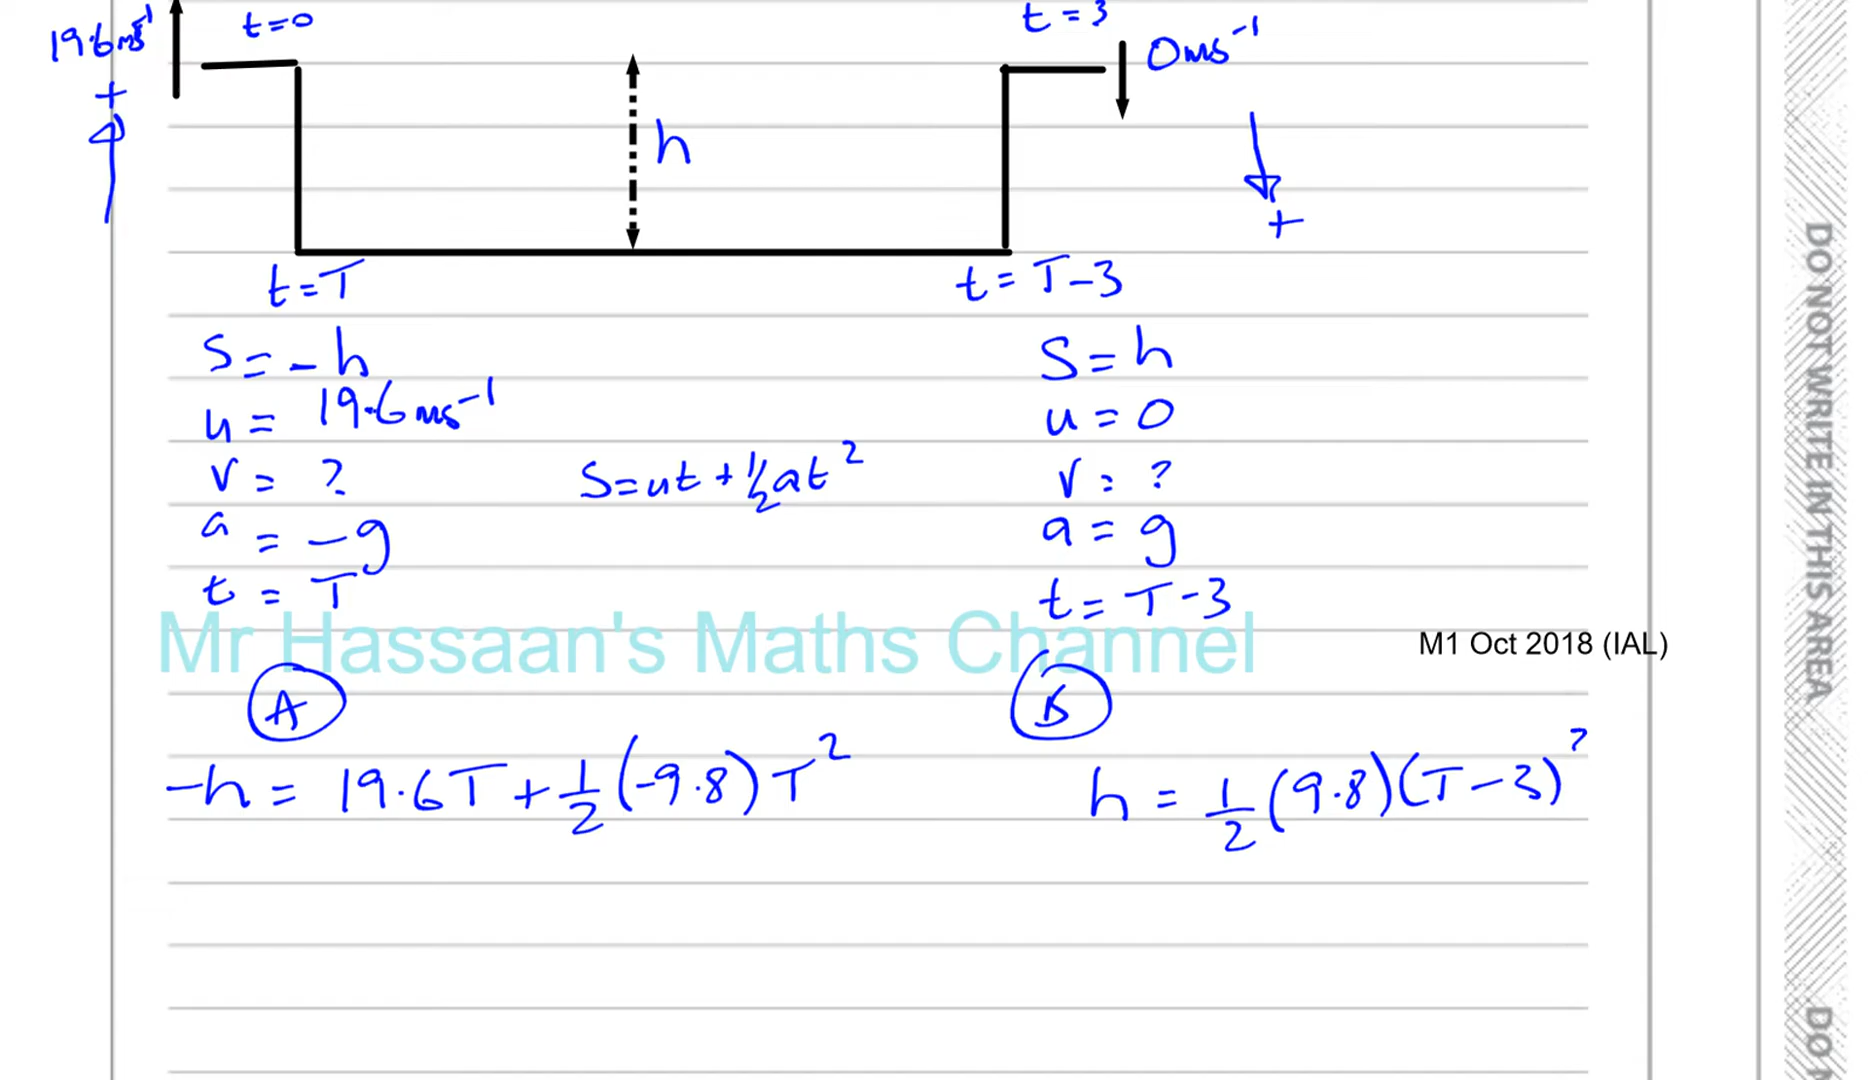 19.6ms⁻¹
t=0
t = 3
0ms⁻¹
+
h
+
t=T
t = T-3
S = -h
S = h
u = 19.6ms⁻¹
u = 0
v = ?
S=ut+½at²
v = ?
a = -g
a = g
t = T
t = T-3
Mr Hassaan's Maths Channel
M1 Oct 2018 (IAL)
A
B
-h = 19.6T + 1/2(-9.8)T²
h = 1/2(9.8)(T-3)²
DO NOT WRITE IN THIS AREA